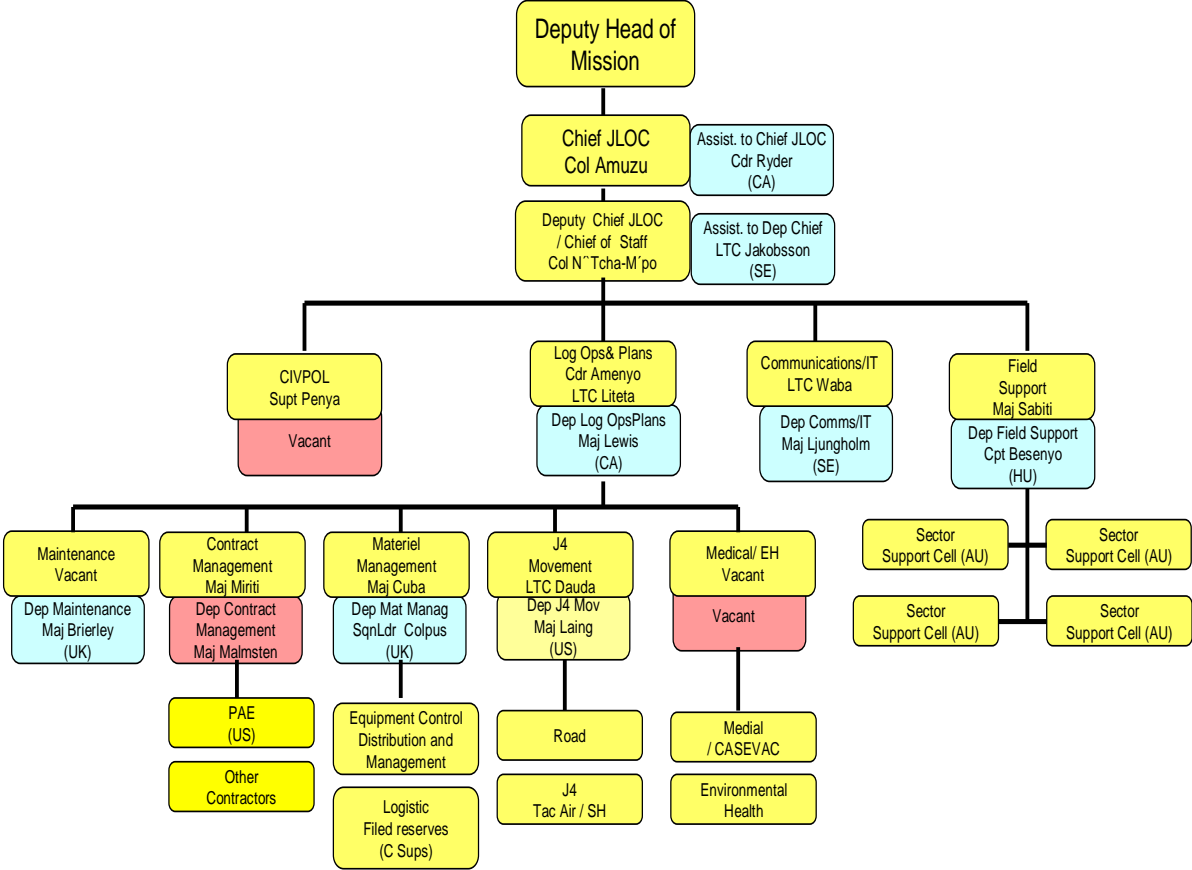 Deputy Head of
Mission
Chief JLOC
Col Amuzu
Assist. to Chief JLOC
Cdr Ryder
(CA)
Deputy Chief JLOC
/ Chief of Staff
Col N^Tcha-M´po
Assist. to Dep Chief
LTC Jakobsson
(SE)
CIVPOL
Supt Penya
Vacant
Log Ops& Plans
Cdr Amenyo
LTC Liteta
Dep Log OpsPlans
Maj Lewis
(CA)
Communications/IT
LTC Waba
Dep Comms/IT
Maj Ljungholm
(SE)
Field
Support
Maj Sabiti
Dep Field Support
Cpt Besenyo
(HU)
Maintenance
Vacant
Dep Maintenance
Maj Brierley
(UK)
Contract
Management
Maj Miriti
Dep Contract
Management
Maj Malmsten
PAE
(US)
Other
Contractors
Materiel
Management
Maj Cuba
Dep Mat Manag
SqnLdr Colpus
(UK)
Equipment Control
Distribution and
Management
Logistic
Filed reserves
(C Sups)
J4
Movement
LTC Dauda
Dep J4 Mov
Maj Laing
(US)
Road
J4
Tac Air / SH
Medical/ EH
Vacant
Vacant
Medial
/ CASEVAC
Environmental
Health
Sector
Support Cell (AU)
Sector
Support Cell (AU)
Sector
Support Cell (AU)
Sector
Support Cell (AU)